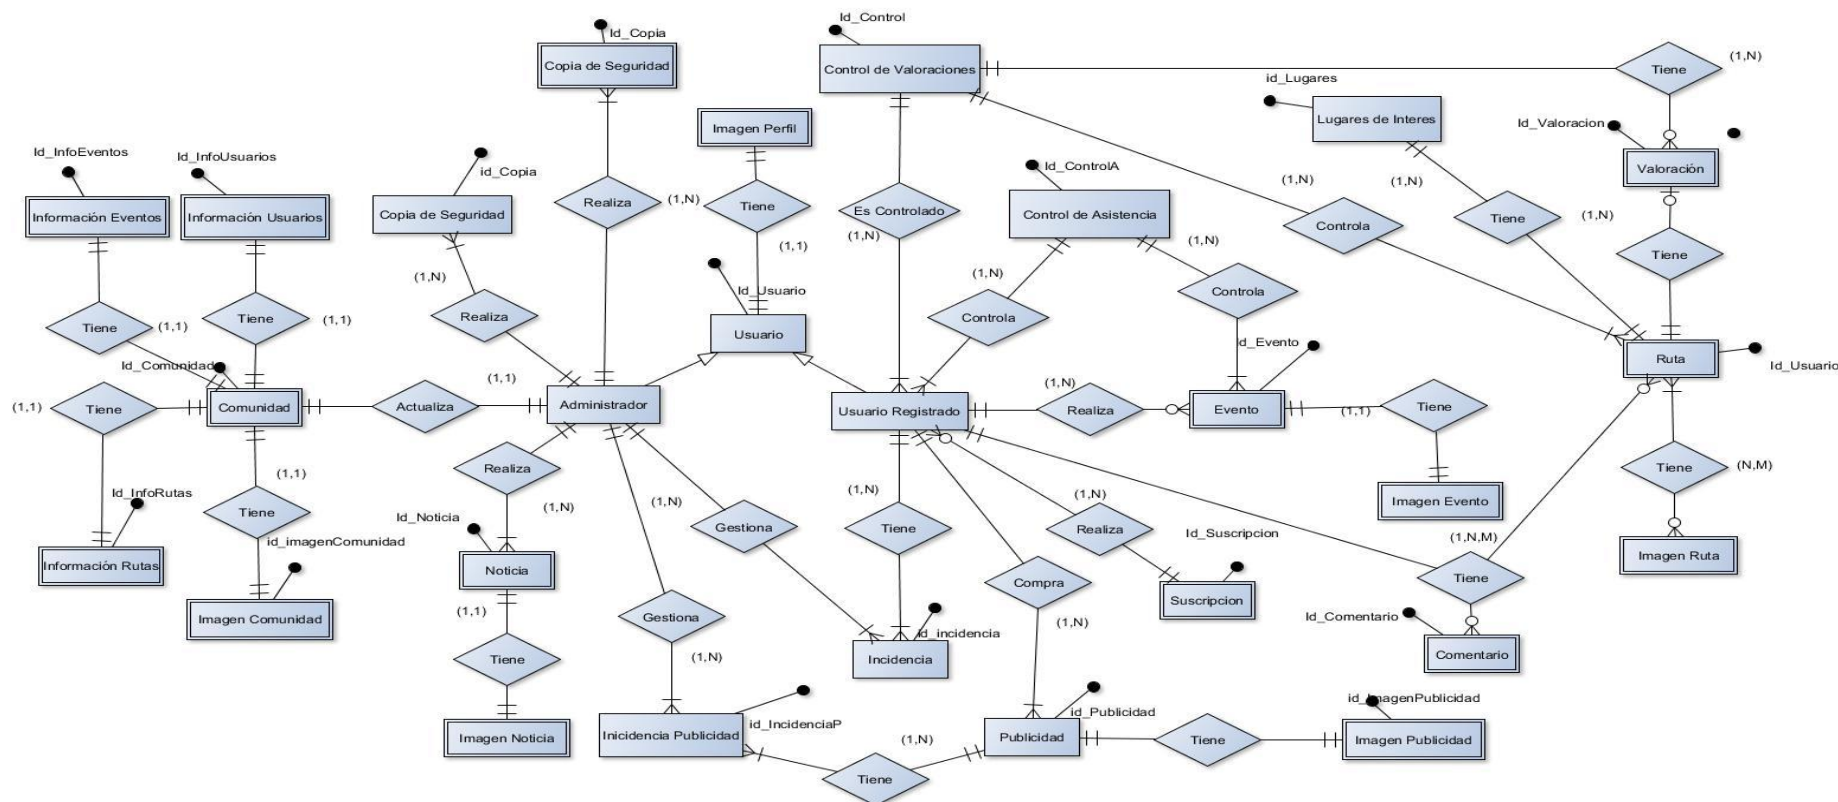 Id_Control
Id_Copia
Copia de Seguridad
Control de Valoraciones
Tiene
(1,N)
id_Lugares
Imagen Perfil
Lugares de Interes
Id_Valoracion
Id_InfoEventos
Id_InfoUsuarios
id_Copia
Id_ControlA
Valoración
Información Eventos
Información Usuarios
Copia de Seguridad
Realiza
(1,N)
Tiene
Es Controlado
(1,N)
Control de Asistencia
(1,N)
(1,N)
Tiene
(1,N)
Controla
(1,N)
(1,1)
Tiene
(1,N)
(1,N)
Controla
Id_Usuario
Tiene
(1,1)
Tiene
(1,1)
Realiza
Controla
Usuario
Id_Evento
Ruta
Id_Usuario
Id_Comunidad
(1,1)
Tiene
(1,1)
Comunidad
Actualiza
Administrador
Usuario Registrado
(1,N)
Realiza
Evento
(1,1)
Tiene
Realiza
(1,1)
Tiene
(N,M)
Id_InfoRutas
(1,N)
(1,N)
(1,N)
(1,N)
Imagen Evento
Tiene
id_imagenComunidad
Id_Noticia
Gestiona
Tiene
Realiza
Id_Suscripcion
(1,N,M)
Imagen Ruta
Información Rutas
Noticia
Compra
Tiene
Imagen Comunidad
(1,1)
Gestiona
(1,N)
Suscripcion
Id_Comentario
Tiene
(1,N)
id_incidencia
Incidencia
Comentario
id_IncidenciaP
id_Publicidad
id_ImagenPublicidad
Imagen Noticia
Inicidencia Publicidad
(1,N)
Publicidad
Tiene
Imagen Publicidad
Tiene